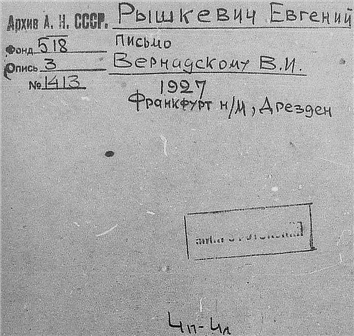 Архив А. Н. СССР. Рышкевич Евгений
Фонд 518 Письмо
Опись 3 Вернадскому В.И.
№ 1413 1927
Франкфурт н/М, Дрезден
4п-4л